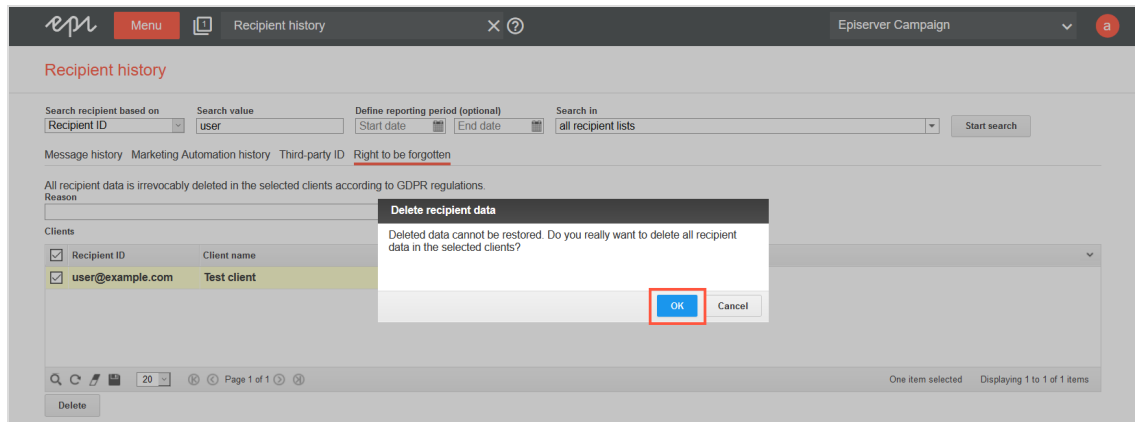 epi Menu 1 Recipient history Episerver Campaign a
Recipient history
Search recipient based on Search value Define reporting period (optional) Search in
Recipient ID user Start date End date all recipient lists Start search
Message history Marketing Automation history Third-party ID Right to be forgotten
All recipient data is irrevocably deleted in the selected clients according to GDPR regulations.
Reason
Delete recipient data
Deleted data cannot be restored. Do you really want to delete all recipient
data in the selected clients?
OK Cancel
Clients
Recipient ID Client name
user@example.com Test client
20 Page 1 of 1 One item selected Displaying 1 to 1 of 1 items
Delete